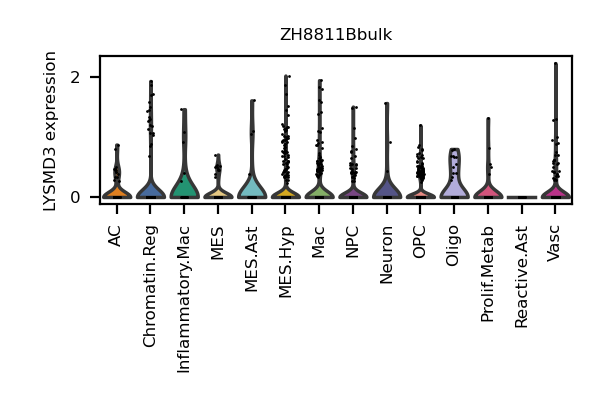 ZH8811Bbulk
LYSMD3 expression
2
0
AC
Chromatin.Reg
Inflammatory.Mac
MES
MES.Ast
MES.Hyp
Mac
NPC
Neuron
OPC
Oligo
Prolif.Metab
Reactive.Ast
Vasc